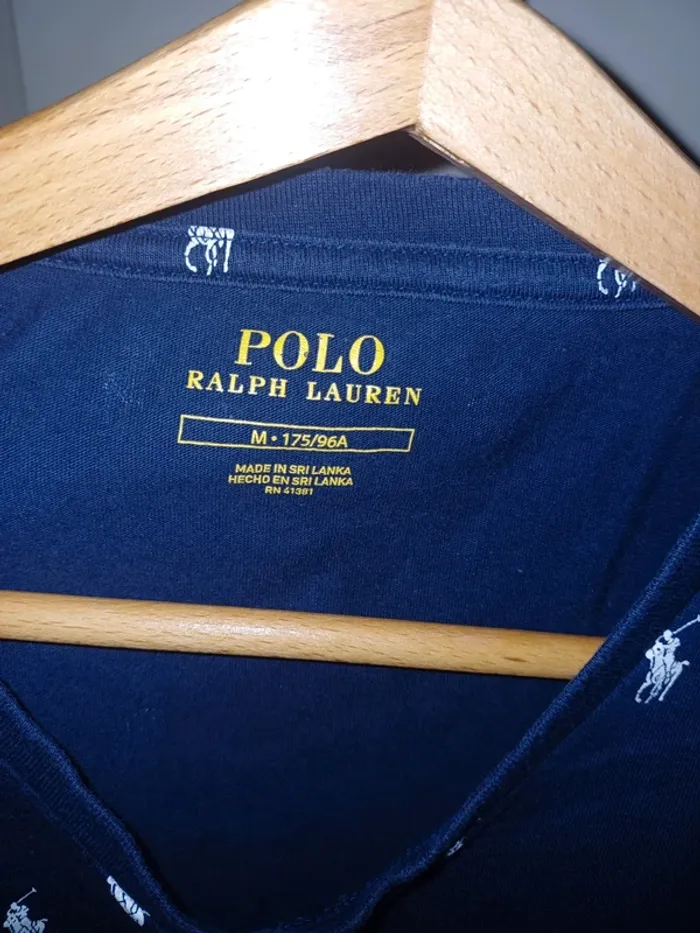 POLO
RALPH LAUREN
M • 175/96A
MADE IN SRI LANKA
HECHO EN SRI LANKA
RN 41381